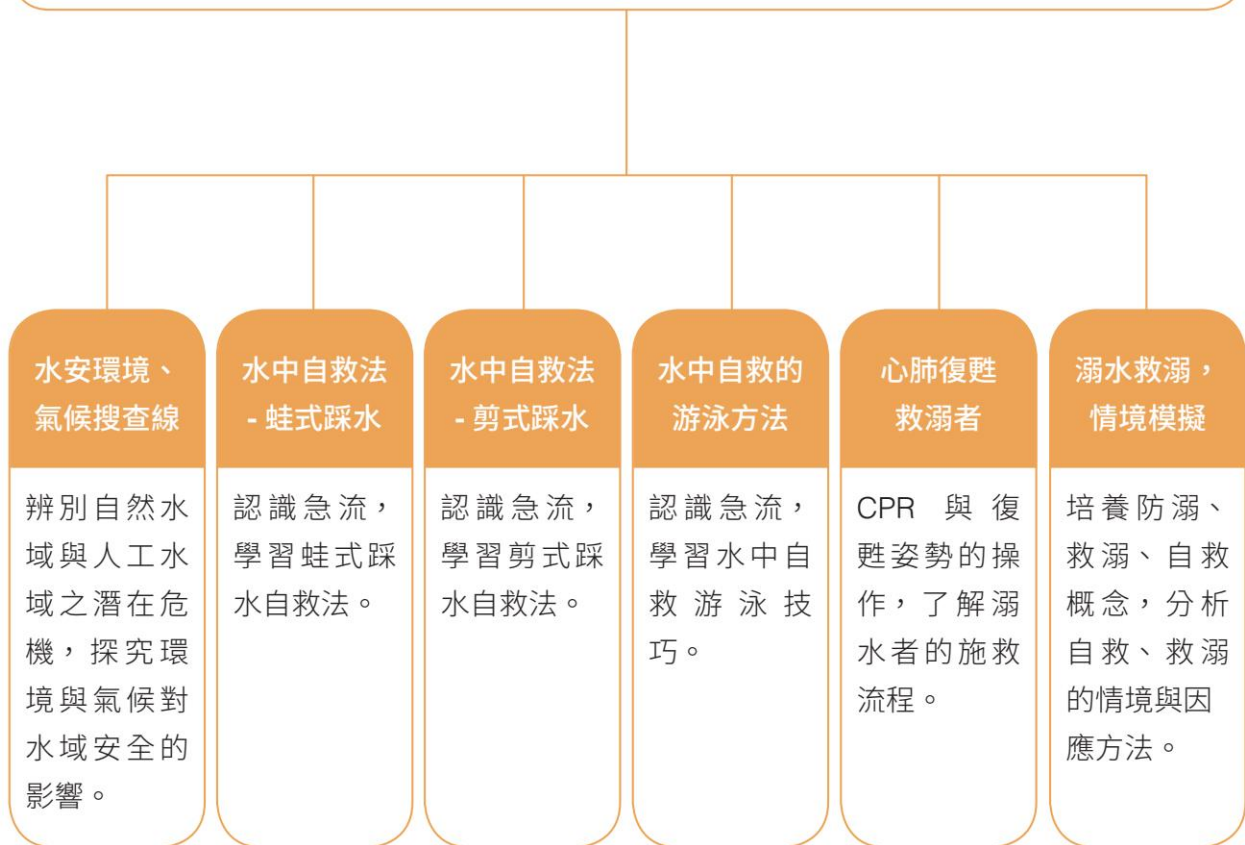 水安環境、
氣候搜查線
辨別自然水
域與人工水
域之潛在危
機，探究環
境與氣候對
水域安全的
影響。
水中自救法
- 蛙式踩水
認識急流，
學習蛙式踩
水自救法。
水中自救法
- 剪式踩水
認識急流，
學習剪式踩
水自救法。
水中自救的
游泳方法
認識急流，
學習水中自
救游泳技
巧。
心肺復甦
救溺者
CPR 與復
甦姿勢的操
作，了解溺
水者的施救
流程。
溺水救溺，
情境模擬
培養防溺、
救溺、自救
概念，分析
自救、救溺
的情境與因
應方法。